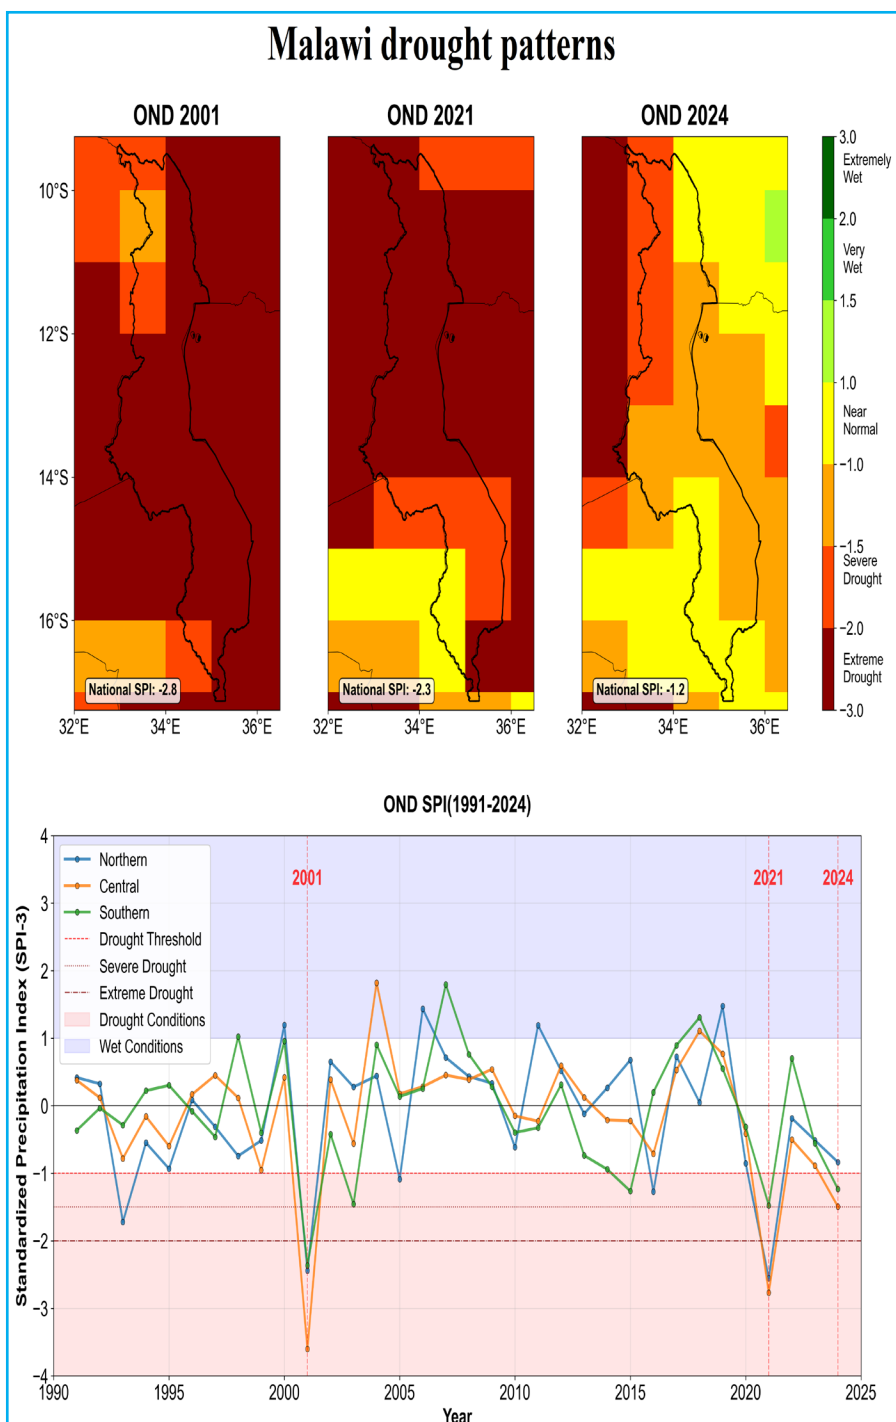 Malawi drought patterns
OND 2001
OND 2021
OND 2024
10°S
12°S
14°S
16°S
National SPI: -2.8
National SPI: -2.3
National SPI: -1.2
32°E
34°E
36°E
32°E
34°E
36°E
32°E
34°E
36°E
3.0
Extremely
Wet
2.0
Very
Wet
1.5
1.0
Near
Normal
−1.0
−1.5
Severe
Drought
−2.0
Extreme
Drought
−3.0
OND SPI(1991-2024)
Standardized Precipitation Index (SPI-3)
4
3
2
1
0
−1
−2
−3
−4
Northern
Central
Southern
Drought Threshold
Severe Drought
Extreme Drought
Drought Conditions
Wet Conditions
2001
2021
2024
1990
1995
2000
2005
2010
2015
2020
2025
Year